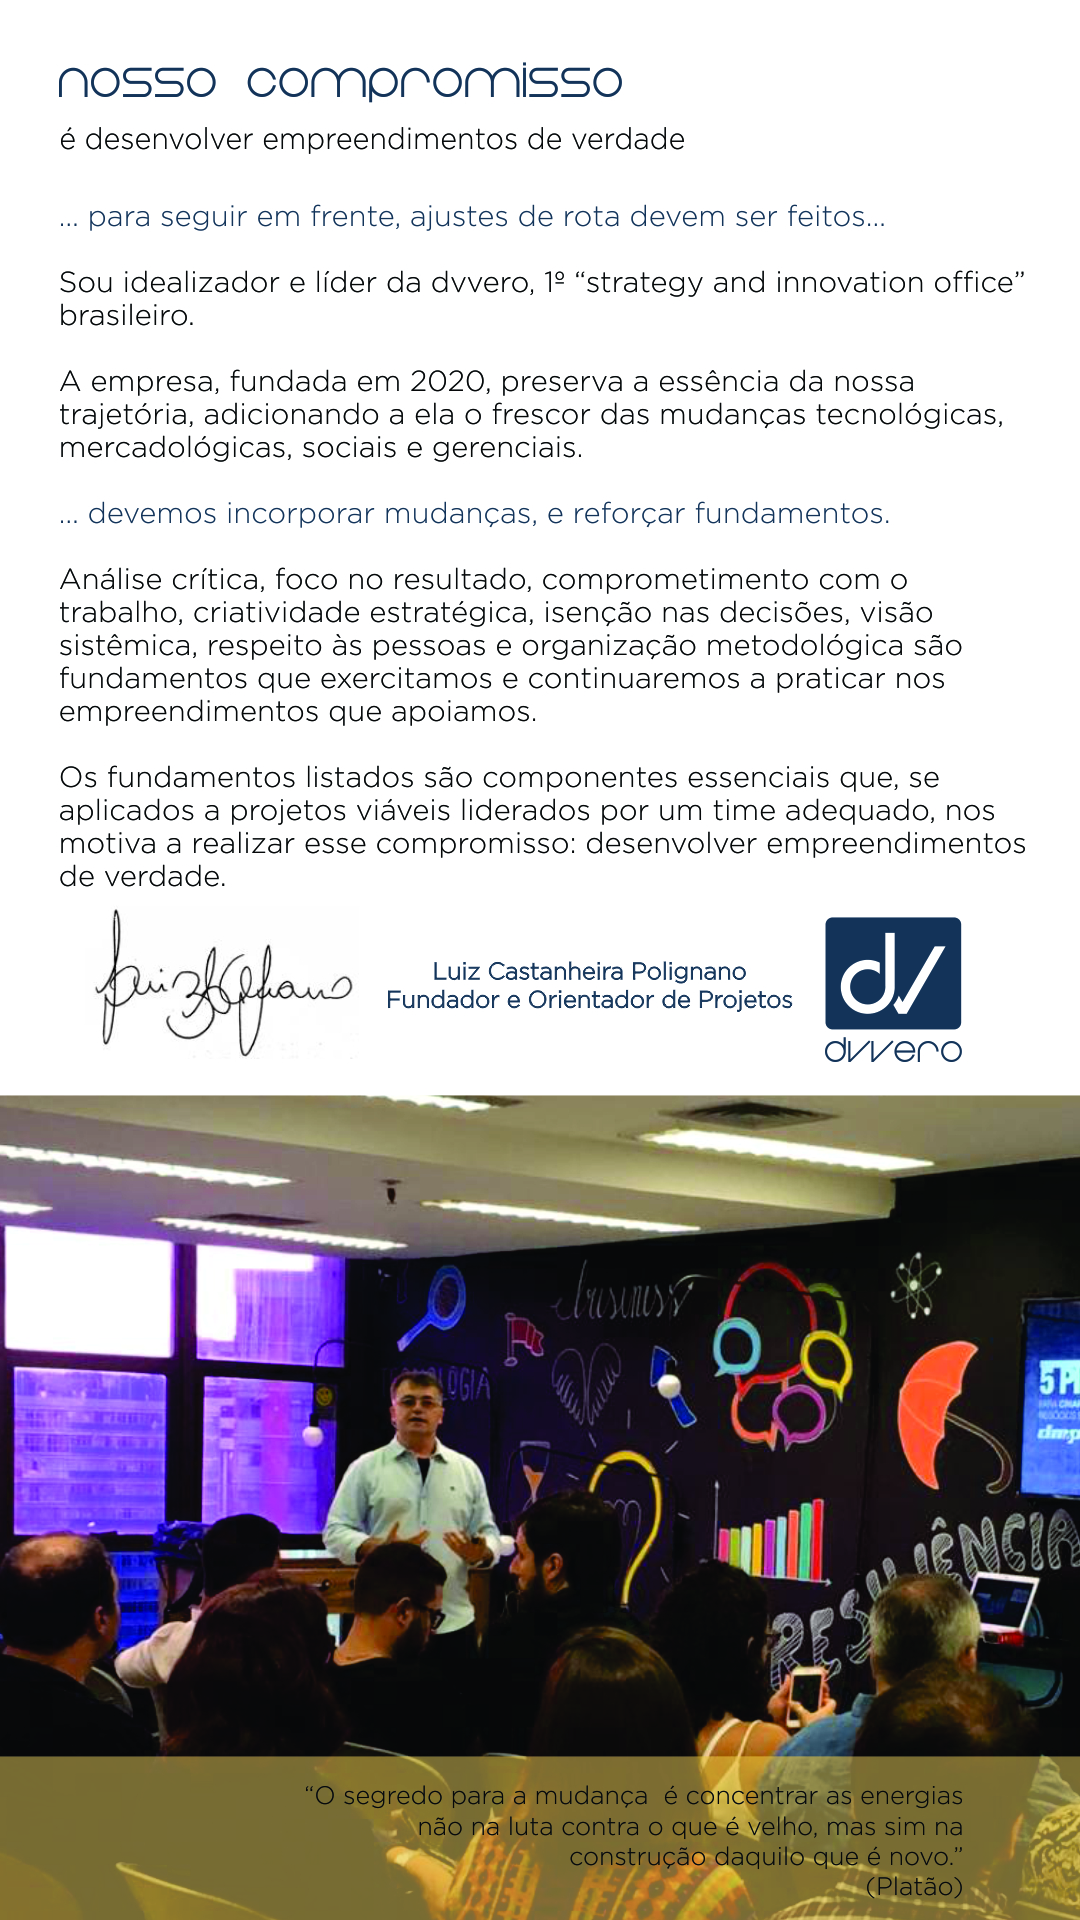 nosso compromisso
é desenvolver empreendimentos de verdade
... para seguir em frente, ajustes de rota devem ser feitos...
Sou idealizador e líder da dvvero, 1º “strategy and innovation office”
brasileiro.
A empresa, fundada em 2020, preserva a essência da nossa
trajetória, adicionando a ela o frescor das mudanças tecnológicas,
mercadológicas, sociais e gerenciais.
... devemos incorporar mudanças, e reforçar fundamentos.
Análise crítica, foco no resultado, comprometimento com o
trabalho, criatividade estratégica, isenção nas decisões, visão
sistêmica, respeito às pessoas e organização metodológica são
fundamentos que exercitamos e continuaremos a praticar nos
empreendimentos que apoiamos.
Os fundamentos listados são componentes essenciais que, se
aplicados a projetos viáveis liderados por um time adequado, nos
motiva a realizar esse compromisso: desenvolver empreendimentos
de verdade.
Luiz Castanheira Polignano
Fundador e Orientador de Projetos
dv
dvvero
business
RESILIÊNCIA
“O segredo para a mudança é concentrar as energias
não na luta contra o que é velho, mas sim na
construção daquilo que é novo.”
(Platão)